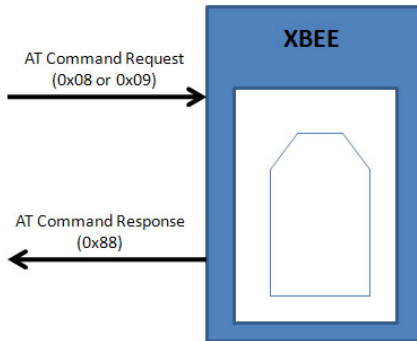 XBEE
AT Command Request
(0x08 or 0x09)
AT Command Response
(0x88)